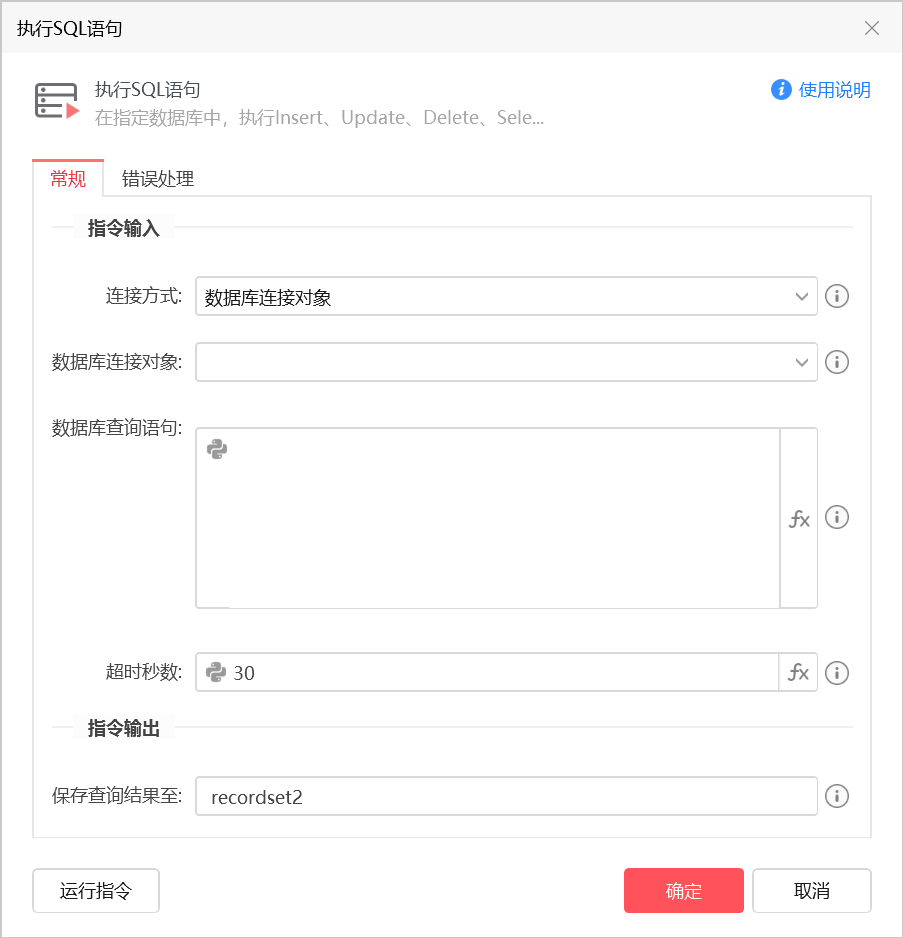 执行SQL语句
执行SQL语句
使用说明
在指定数据库中，执行Insert、Update、Delete、Sele...
常规 错误处理
指令输入
连接方式: 数据库连接对象
数据库连接对象:
数据库查询语句:
fx
超时秒数: 30 fx
指令输出
保存查询结果至: recordset2
运行指令 确定 取消